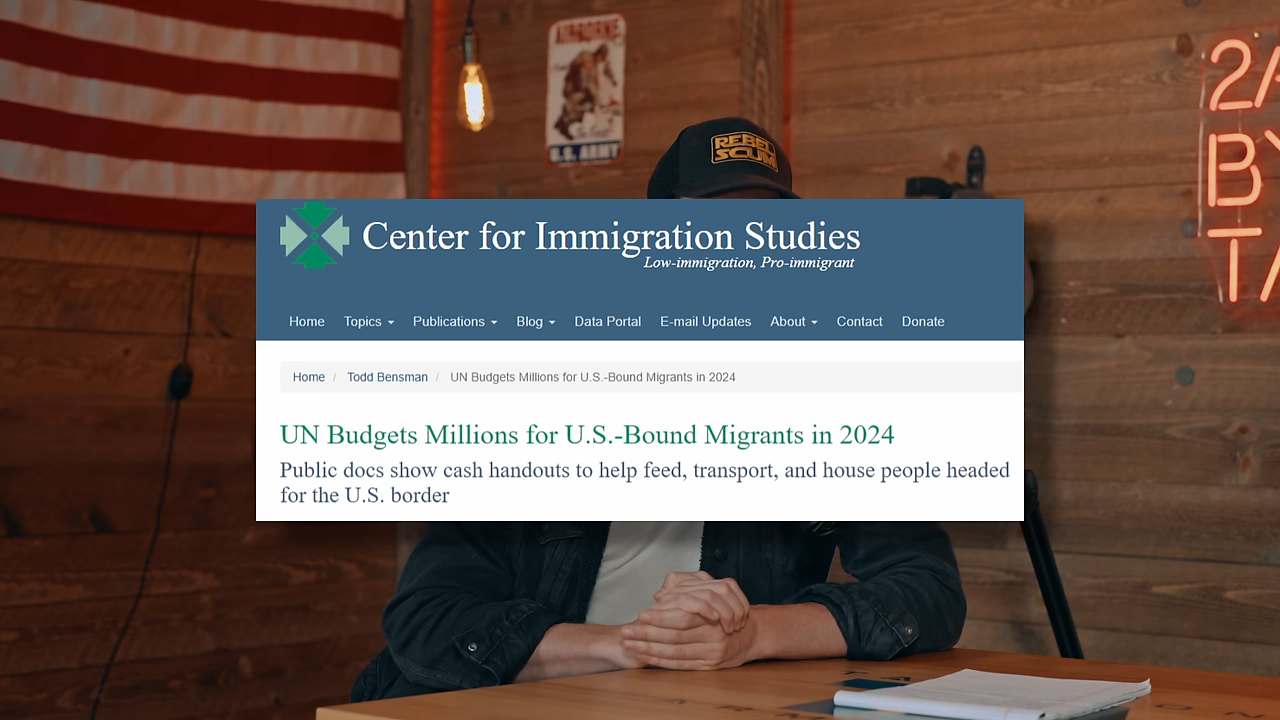 U.S. ARMY
REBEL
SCUM
2A
BY
TA
Center for Immigration Studies
Low-immigration, Pro-immigrant
Home Topics Publications Blog Data Portal E-mail Updates About Contact Donate
Home / Todd Bensman / UN Budgets Millions for U.S.-Bound Migrants in 2024
UN Budgets Millions for U.S.-Bound Migrants in 2024
Public docs show cash handouts to help feed, transport, and house people headed
for the U.S. border